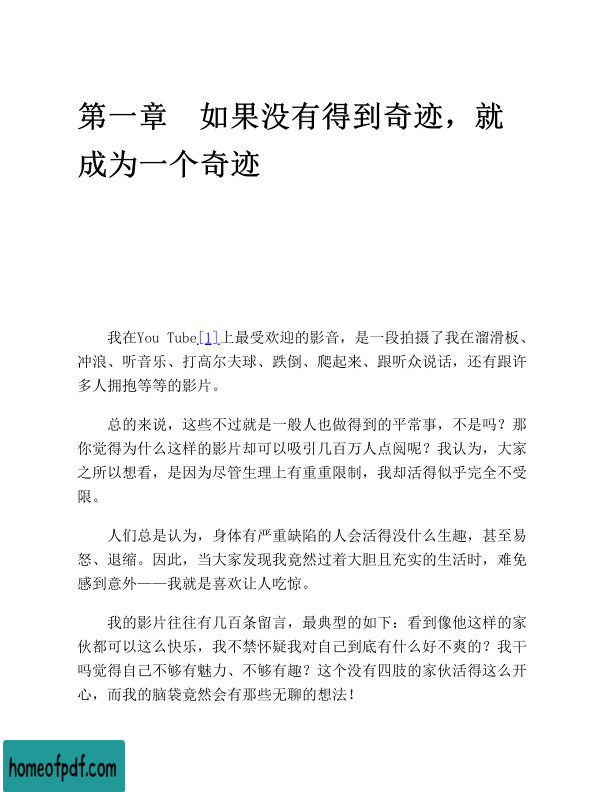 第一章　如果没有得到奇迹，就
成为一个奇迹
我在You Tube[1]上最受欢迎的影音，是一段拍摄了我在溜滑板、
冲浪、听音乐、打高尔夫球、跌倒、爬起来、跟听众说话，还有跟许
多人拥抱等等的影片。
总的来说，这些不过就是一般人也做得到的平常事，不是吗？那
你觉得为什么这样的影片却可以吸引几百万人点阅呢？我认为，大家
之所以想看，是因为尽管生理上有重重限制，我却活得似乎完全不受
限。
人们总是认为，身体有严重缺陷的人会活得没什么生趣，甚至易
怒、退缩。因此，当大家发现我竟然过着大胆且充实的生活时，难免
感到意外——我就是喜欢让人吃惊。
我的影片往往有几百条留言，最典型的如下：看到像他这样的家
伙都可以这么快乐，我不禁怀疑我对自己到底有什么好不爽的？我干
吗觉得自己不够有魅力、不够有趣？这个没有四肢的家伙活得这么开
心，而我的脑袋竟然会有那些无聊的想法！
homeofpdf.com